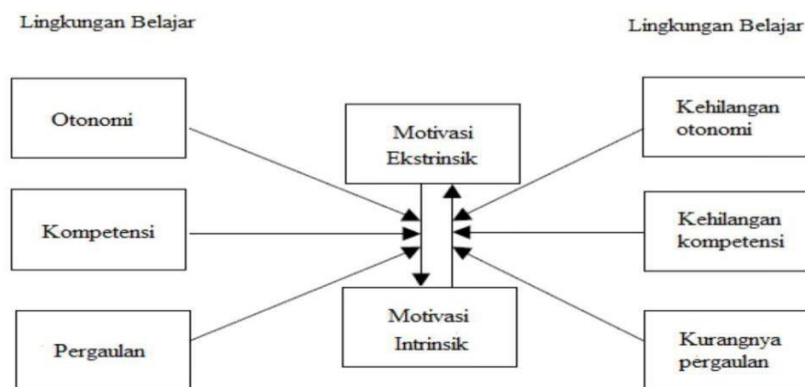 Lingkungan Belajar
Lingkungan Belajar
Otonomi
Kompetensi
Pergaulan
Motivasi
Ekstrinsik
Motivasi
Intrinsik
Kehilangan
otonomi
Kehilangan
kompetensi
Kurangnya
pergaulan